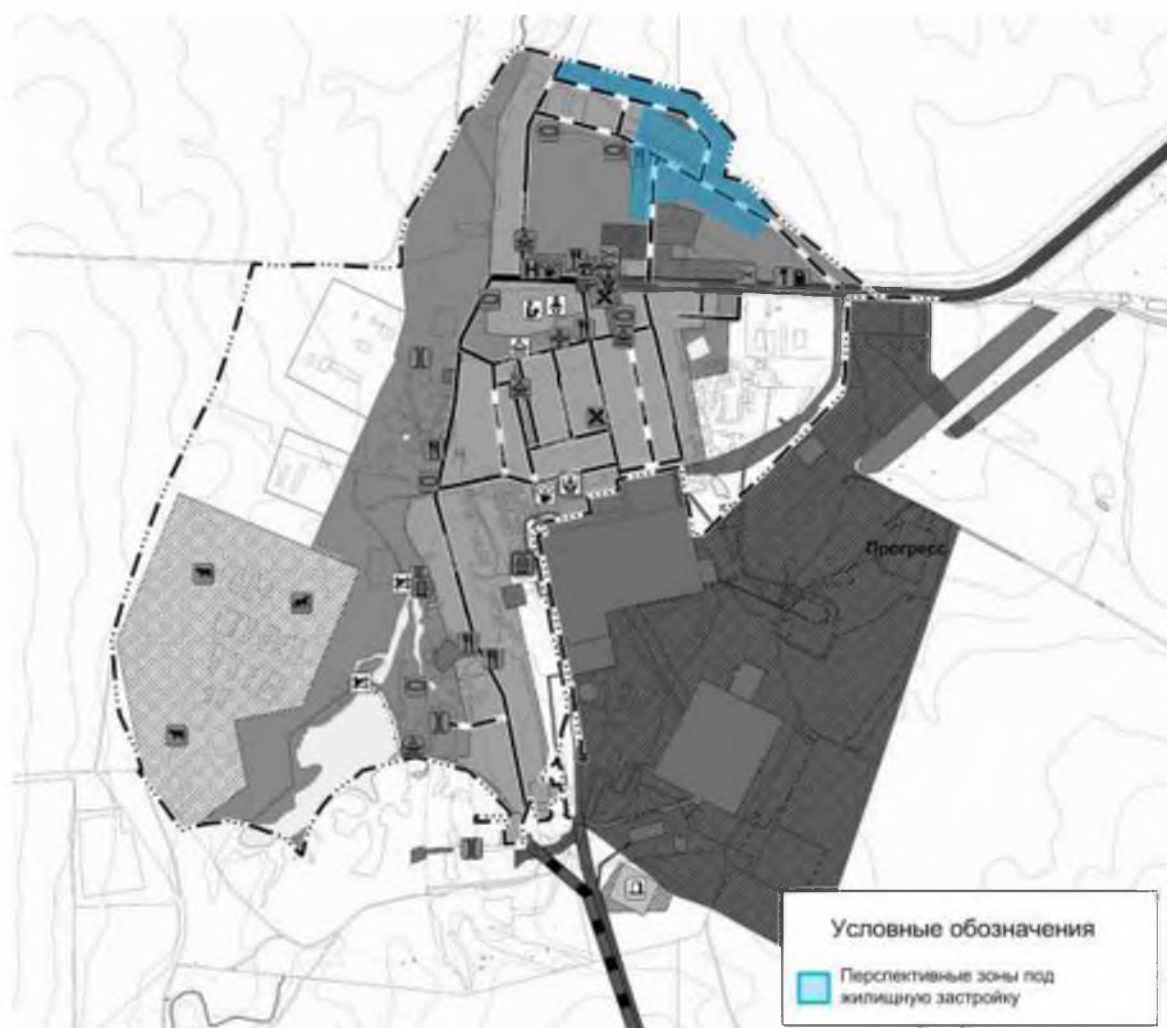 Прогресс
Условные обозначения
Перспективные зоны под
жилищную застройку